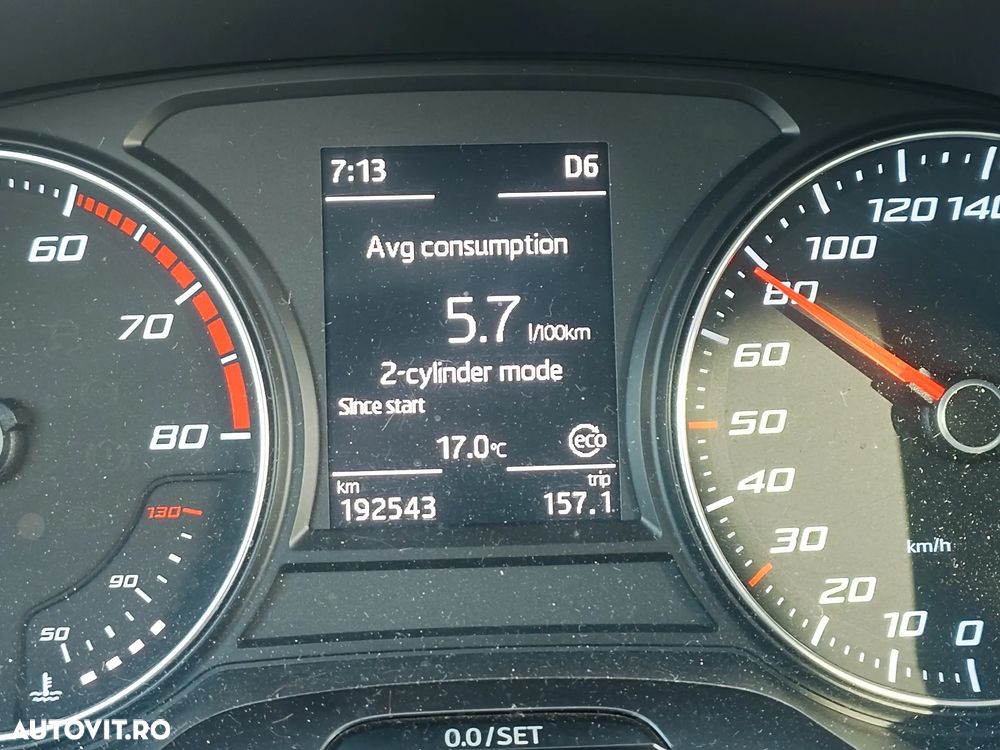 7:13 D6
Avg consumption
5.7 l/100km
2-cylinder mode
Since start
17.0°C eco
km trip
192543 157.1
60
70
80
130
90
50
140
120
100
80
60
50
40
30
20
10
0
km/h
0.0/SET
AUTOVIT.RO